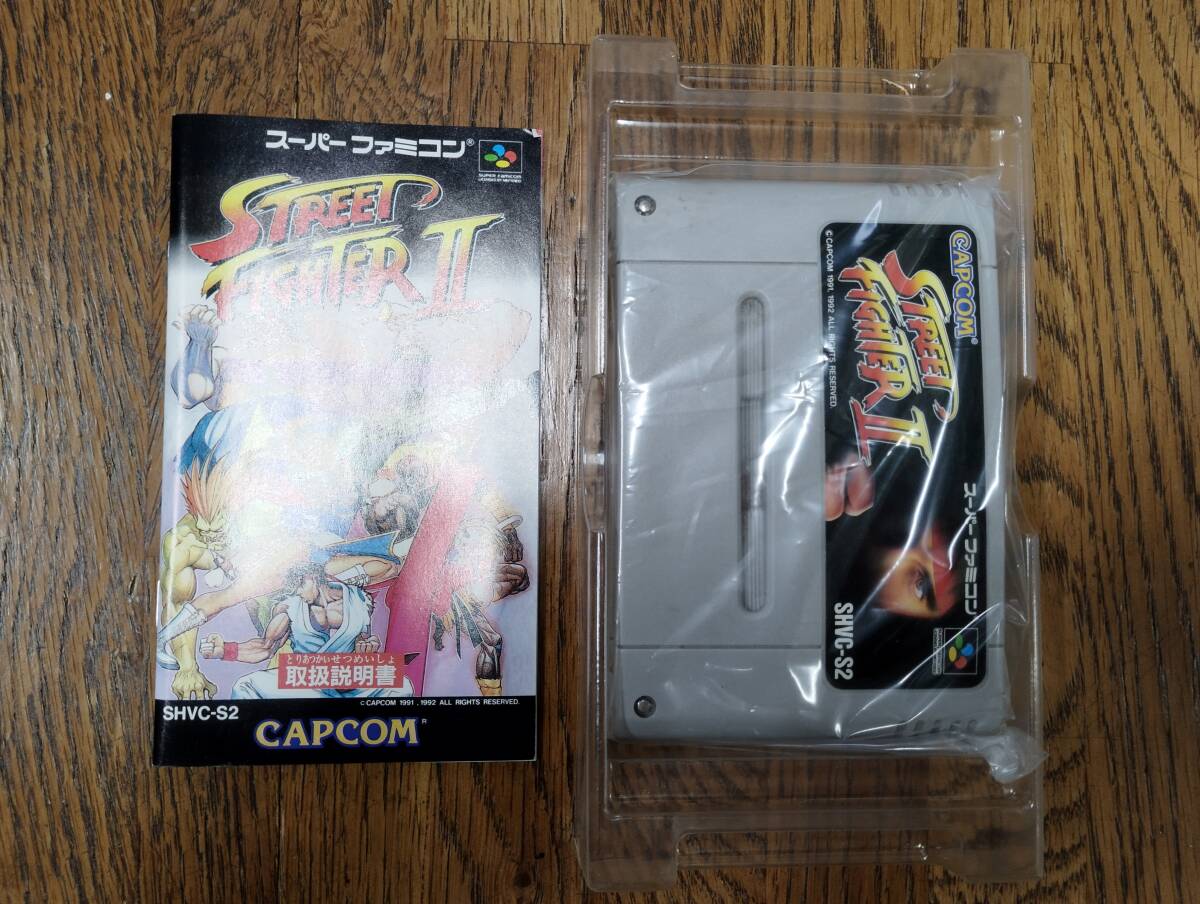 スーパー ファミコン®
SUPER FAMICOM
STREET
FIGHTER II
とりあつかいせつめいしょ
取扱説明書
©CAPCOM 1991, 1992 ALL RIGHTS RESERVED.
SHVC-S2
CAPCOM®
CAPCOM®
STREET
FIGHTER II
©CAPCOM 1991, 1992 ALL RIGHTS RESERVED.
スーパー ファミコン
SHVC-S2